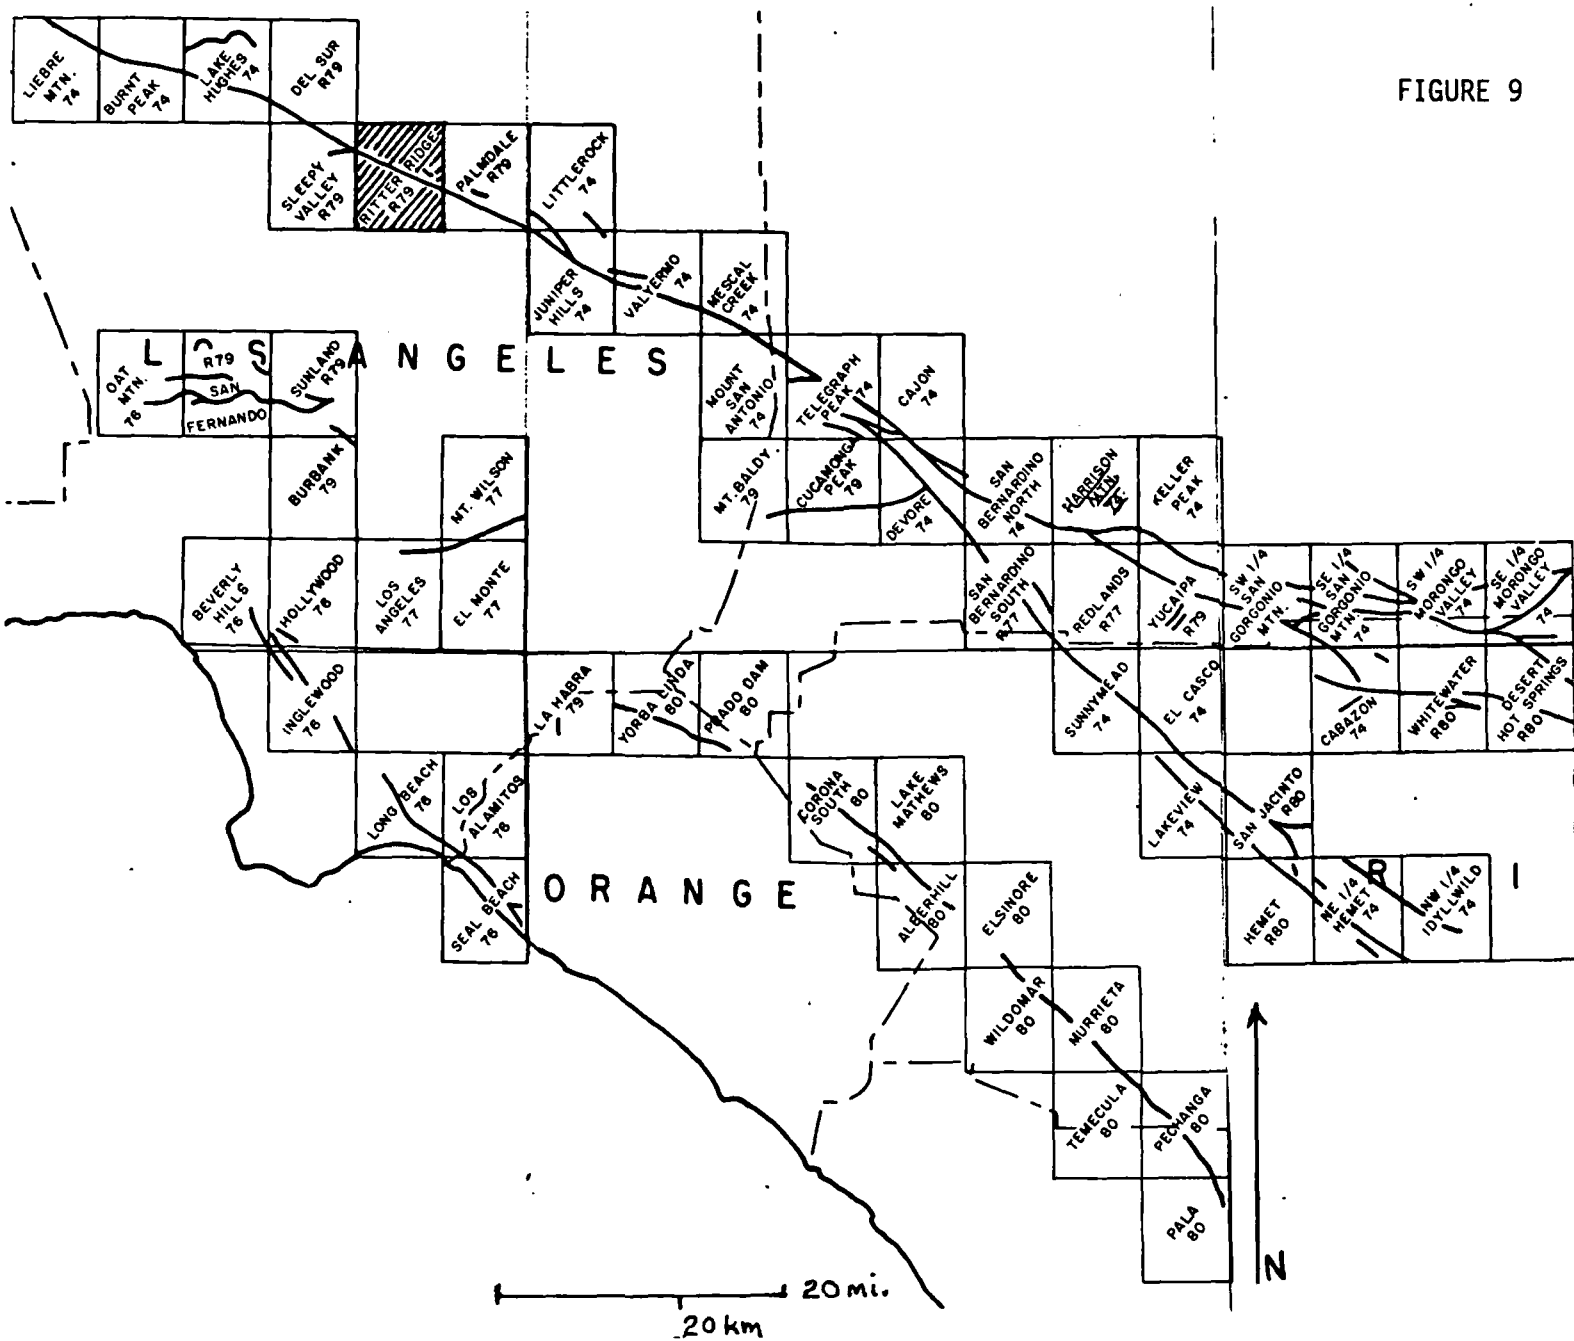 FIGURE 9
LIEBRE
MTN.
74
BURNT
PEAK
74
LAKE
HUGHES
74
DEL SUR
R79
SLEEPY
VALLEY
R79
RITTER RIDGE
R79
PALMDALE
R79
LITTLEROCK
74
JUNIPER
HILLS
74
VALYERMO
74
MESCAL
CREEK
74
LOS ANGELES
OAT
MTN.
76
R79
SAN
FERNANDO
SUNLAND
R79
MOUNT
SAN
ANTONIO
74
TELEGRAPH
PEAK
74
CAJON
74
BURBANK
79
MT. WILSON
77
MT. BALDY
79
CUCAMONGA
PEAK
79
DEVORE
74
SAN
BERNARDINO
NORTH
74
HARRISON
MTN.
74
KELLER
PEAK
74
BEVERLY
HILLS
76
HOLLYWOOD
76
LOS
ANGELES
77
EL MONTE
77
SAN
BERNARDINO
SOUTH
R77
REDLANDS
R77
YUCAIPA
R79
SW 1/4
SAN
GORGONIO
MTN.
SE 1/4
SAN
GORGONIO
MTN.
74
SW 1/4
MORONGO
VALLEY
74
SE 1/4
MORONGO
VALLEY
74
INGLEWOOD
76
LA HABRA
79
YORBA LINDA
80
PRADO DAM
80
SUNNYMEAD
74
EL CASCO
74
CABAZON
74
WHITEWATER
R80
DESERT
HOT SPRINGS
R80
LONG BEACH
76
LOS
ALAMITOS
76
CORONA
SOUTH
80
LAKE
MATHEWS
80
LAKEVIEW
74
SAN JACINTO
R80
SEAL BEACH
76
ORANGE
ALBERHILL
80
ELSINORE
80
HEMET
R80
NE 1/4
HEMET
74
NW 1/4
IDYLLWILD
74
R I
WILDOMAR
80
MURRIETA
80
TEMECULA
80
PECHANGA
80
PALA
80
N
20 mi.
20 km